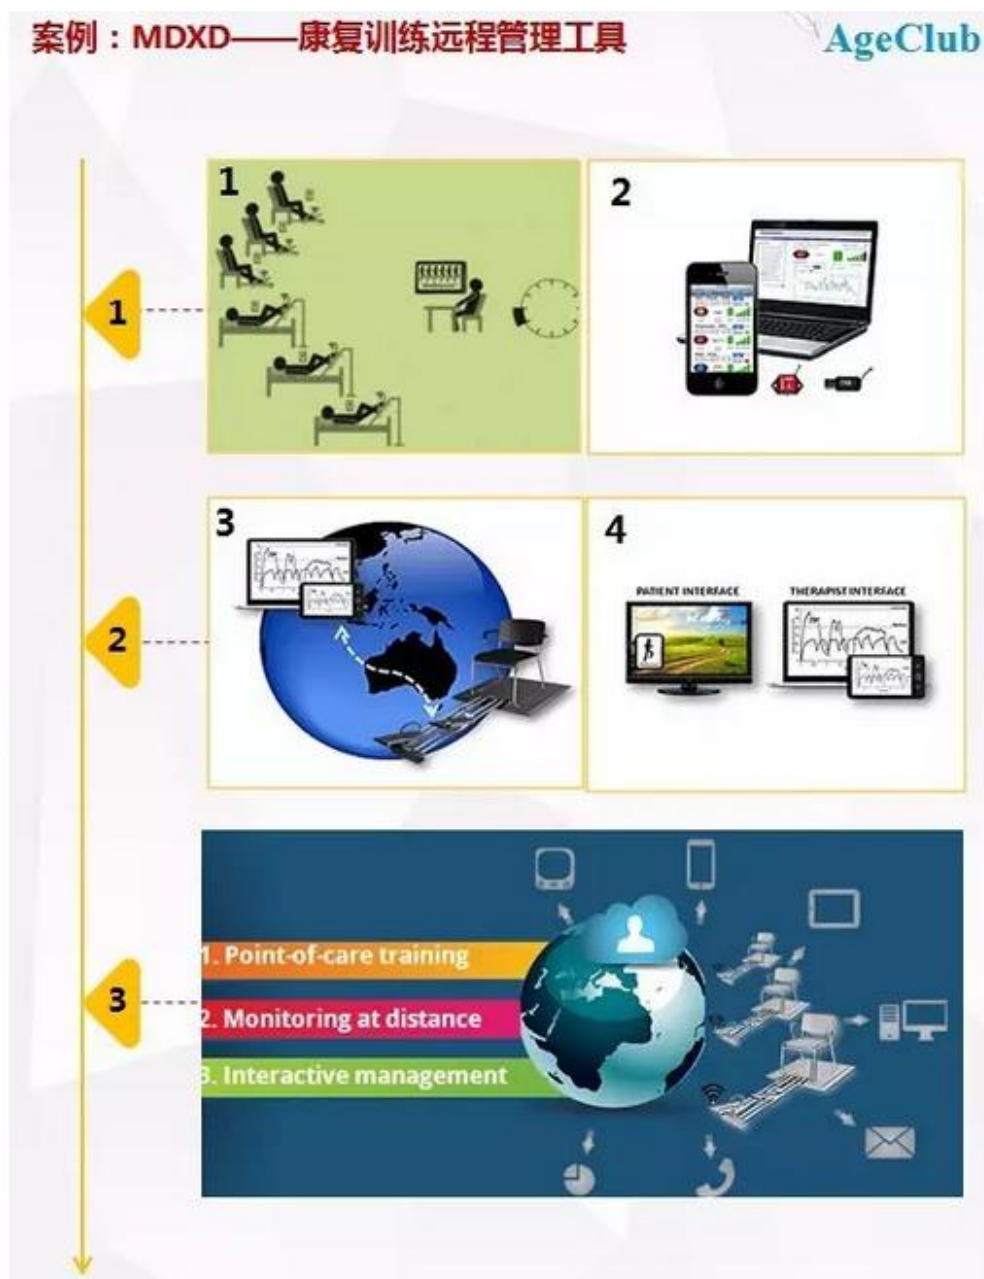 案例：MDXD——康复训练远程管理工具
AgeClub
1
2
1
3
4
PATIENT INTERFACE
THERAPIST INTERFACE
2
1. Point-of-care training
2. Monitoring at distance
3. Interactive management
3